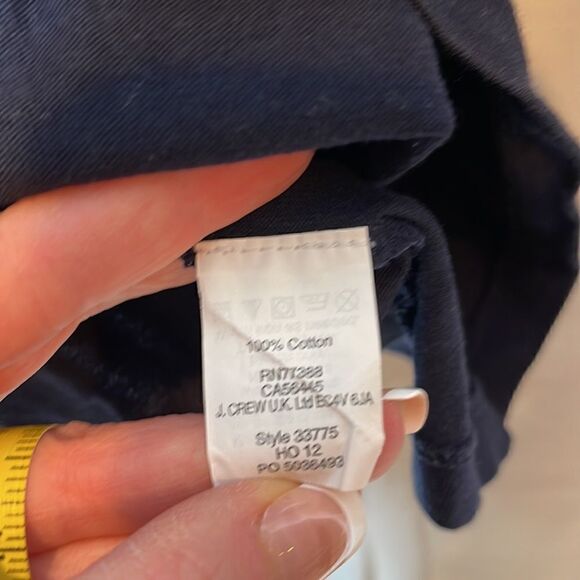 100% Cotton
RN77388
CA56445
J. CREW U.K. Ltd EC4V 6JA
Style 33775
HO 12
PO 5036493